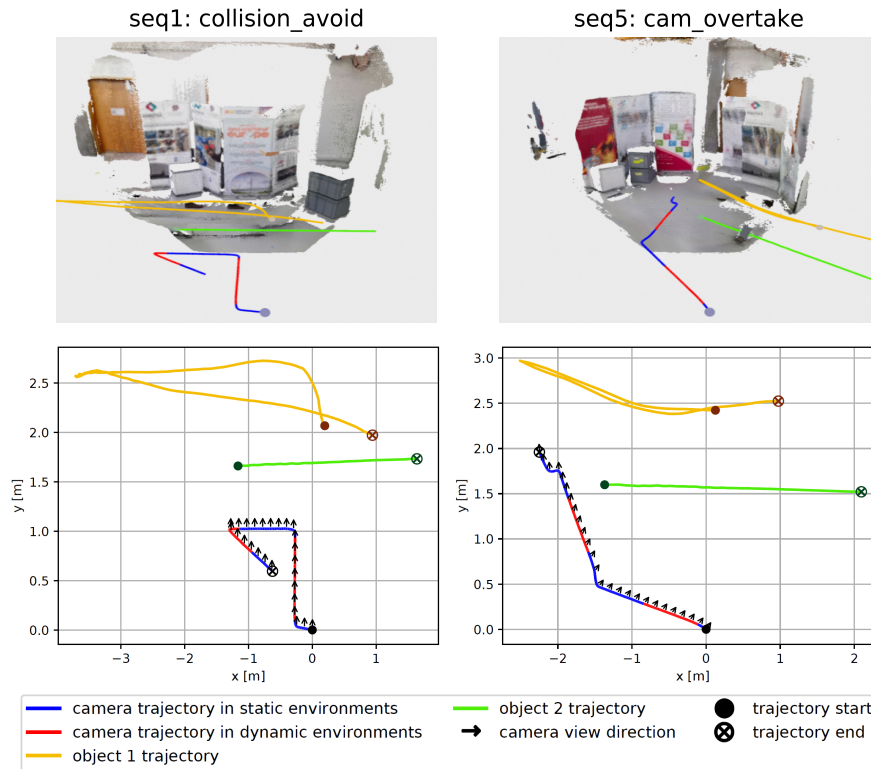 seq1: collision_avoid
seq5: cam_overtake
y [m]
2.5
2.0
1.5
1.0
0.5
0.0
−3
−2
−1
0
1
x [m]
y [m]
3.0
2.5
2.0
1.5
1.0
0.5
0.0
−2
−1
0
1
2
x [m]
camera trajectory in static environments
camera trajectory in dynamic environments
object 1 trajectory
object 2 trajectory
camera view direction
trajectory start
trajectory end